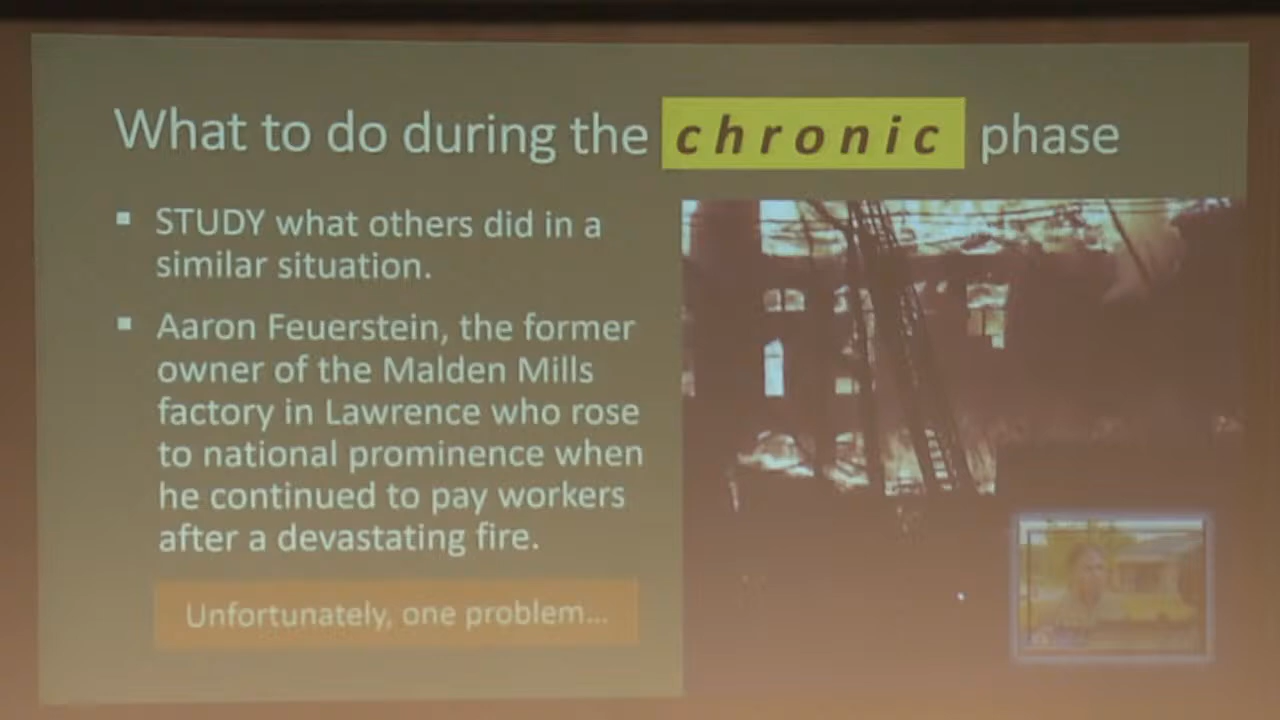 What to do during the chronic phase
STUDY what others did in a
similar situation.
Aaron Feuerstein, the former
owner of the Malden Mills
factory in Lawrence who rose
to national prominence when
he continued to pay workers
after a devastating fire.
Unfortunately, one problem...